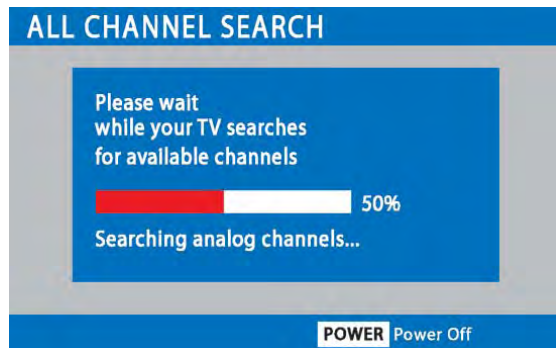 ALL CHANNEL SEARCH
Please wait
while your TV searches
for available channels
50%
Searching analog channels...
POWER Power Off